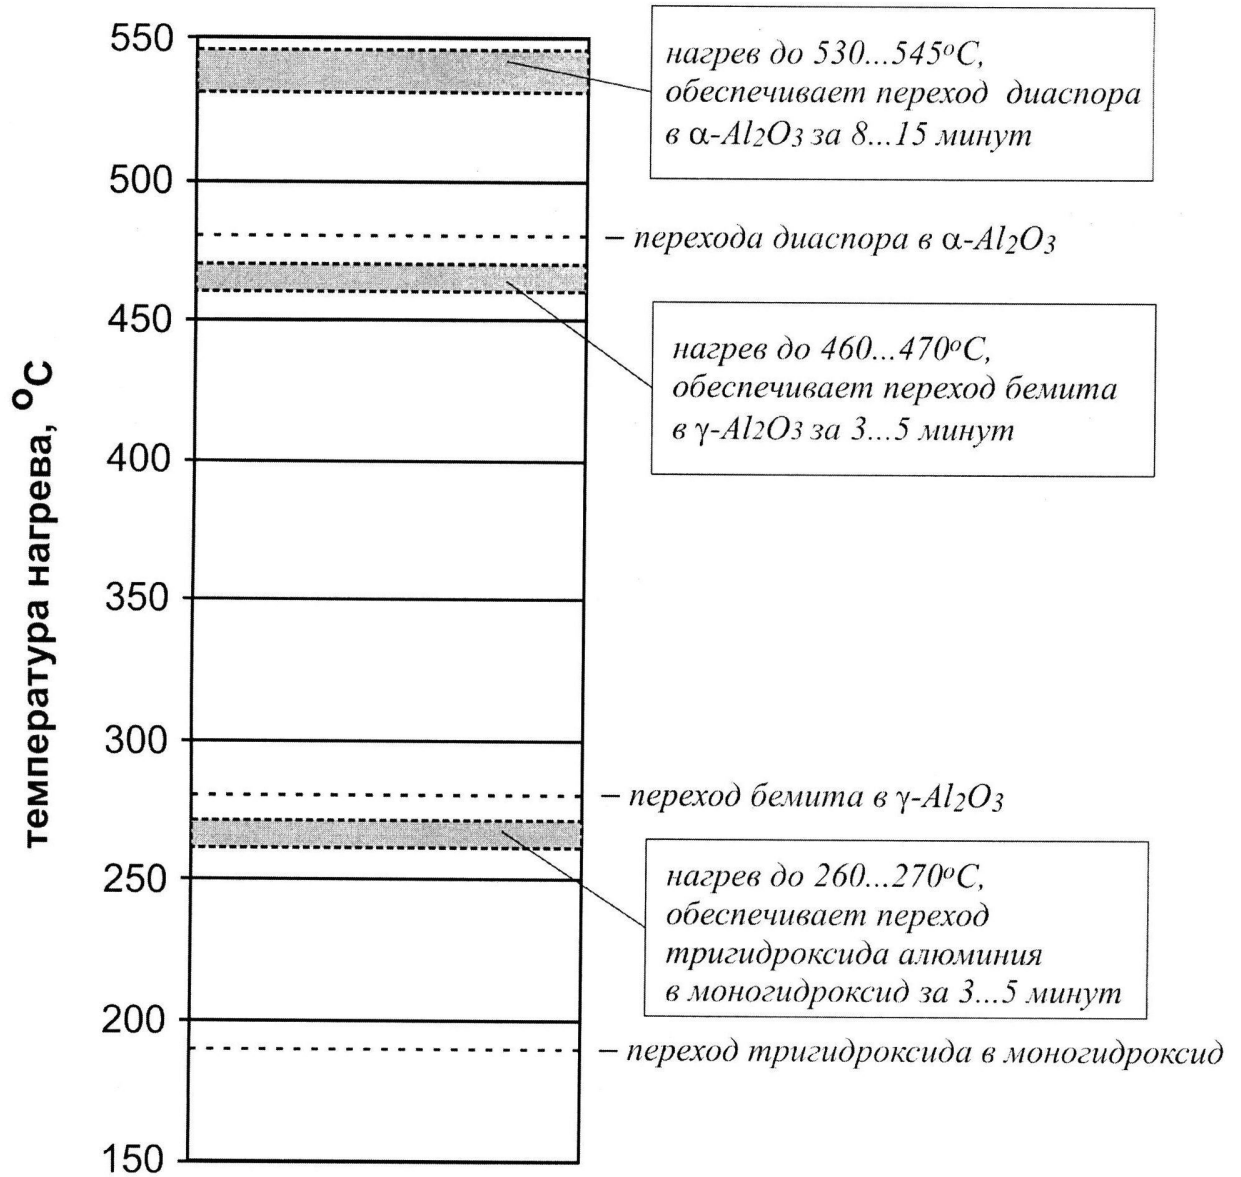 температура нагрева, °C
550
500
450
400
350
300
250
200
150
нагрев до 530...545°C,
обеспечивает переход диаспора
в α-Al2O3 за 8...15 минут
– перехода диаспора в α-Al2O3
нагрев до 460...470°C,
обеспечивает переход бемита
в γ-Al2O3 за 3...5 минут
– переход бемита в γ-Al2O3
нагрев до 260...270°C,
обеспечивает переход
тригидроксида алюминия
в моногидроксид за 3...5 минут
– переход тригидроксида в моногидроксид